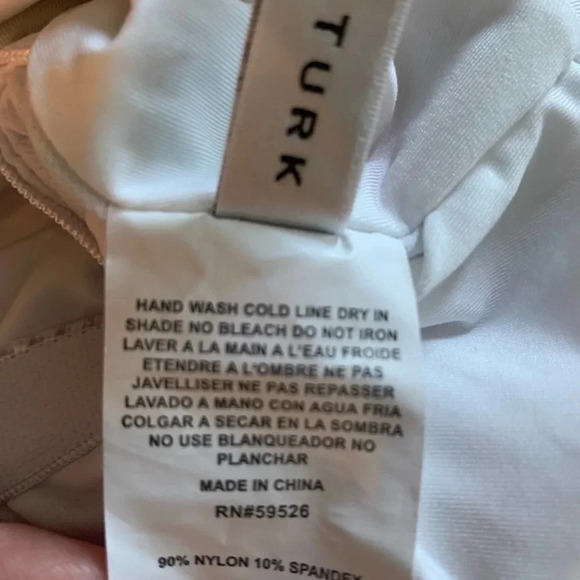 TURK
HAND WASH COLD LINE DRY IN
SHADE NO BLEACH DO NOT IRON
LAVER A LA MAIN A L'EAU FROIDE
ETENDRE A L'OMBRE NE PAS
JAVELLISER NE PAS REPASSER
LAVADO A MANO CON AGUA FRIA
COLGAR A SECAR EN LA SOMBRA
NO USE BLANQUEADOR NO
PLANCHAR
MADE IN CHINA
RN#59526
90% NYLON 10% SPANDEX